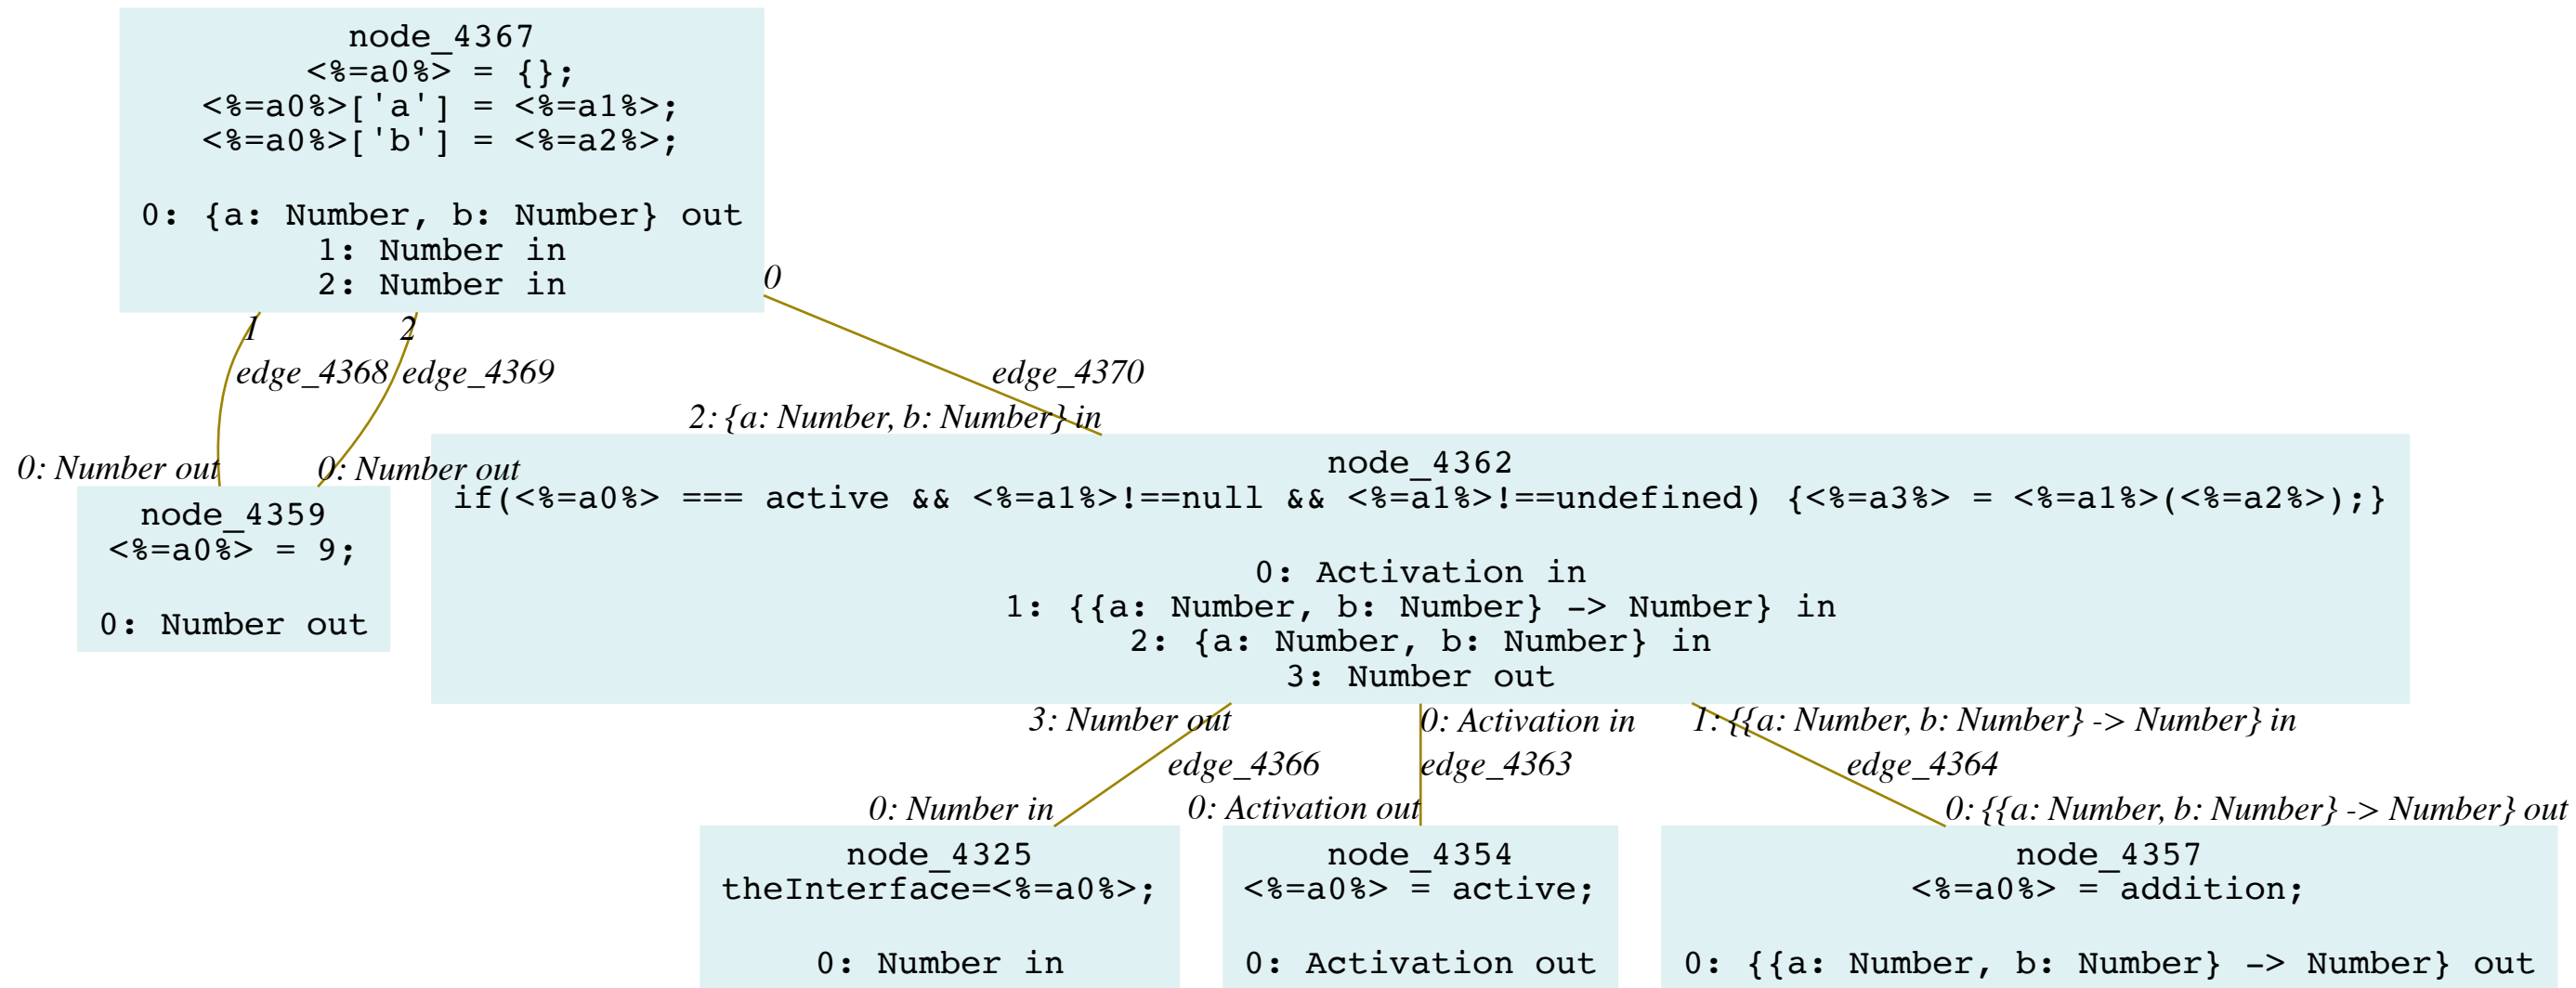 node_4367
<%=a0%> = {};
<%=a0%>['a'] = <%=a1%>;
<%=a0%>['b'] = <%=a2%>;
0: {a: Number, b: Number} out
1: Number in
2: Number in
0
1
2
edge_4368
edge_4369
edge_4370
2: {a: Number, b: Number} in
0: Number out
0: Number out
node_4359
<%=a0%> = 9;
0: Number out
node_4362
if(<%=a0%> === active && <%=a1%>!==null && <%=a1%>!==undefined) {<%=a3%> = <%=a1%>(<%=a2%>);}
0: Activation in
1: {{a: Number, b: Number} -> Number} in
2: {a: Number, b: Number} in
3: Number out
3: Number out
0: Activation in
1: {{a: Number, b: Number} -> Number} in
edge_4366
edge_4363
edge_4364
0: Number in
0: Activation out
0: {{a: Number, b: Number} -> Number} out
node_4325
theInterface=<%=a0%>;
0: Number in
node_4354
<%=a0%> = active;
0: Activation out
node_4357
<%=a0%> = addition;
0: {{a: Number, b: Number} -> Number} out